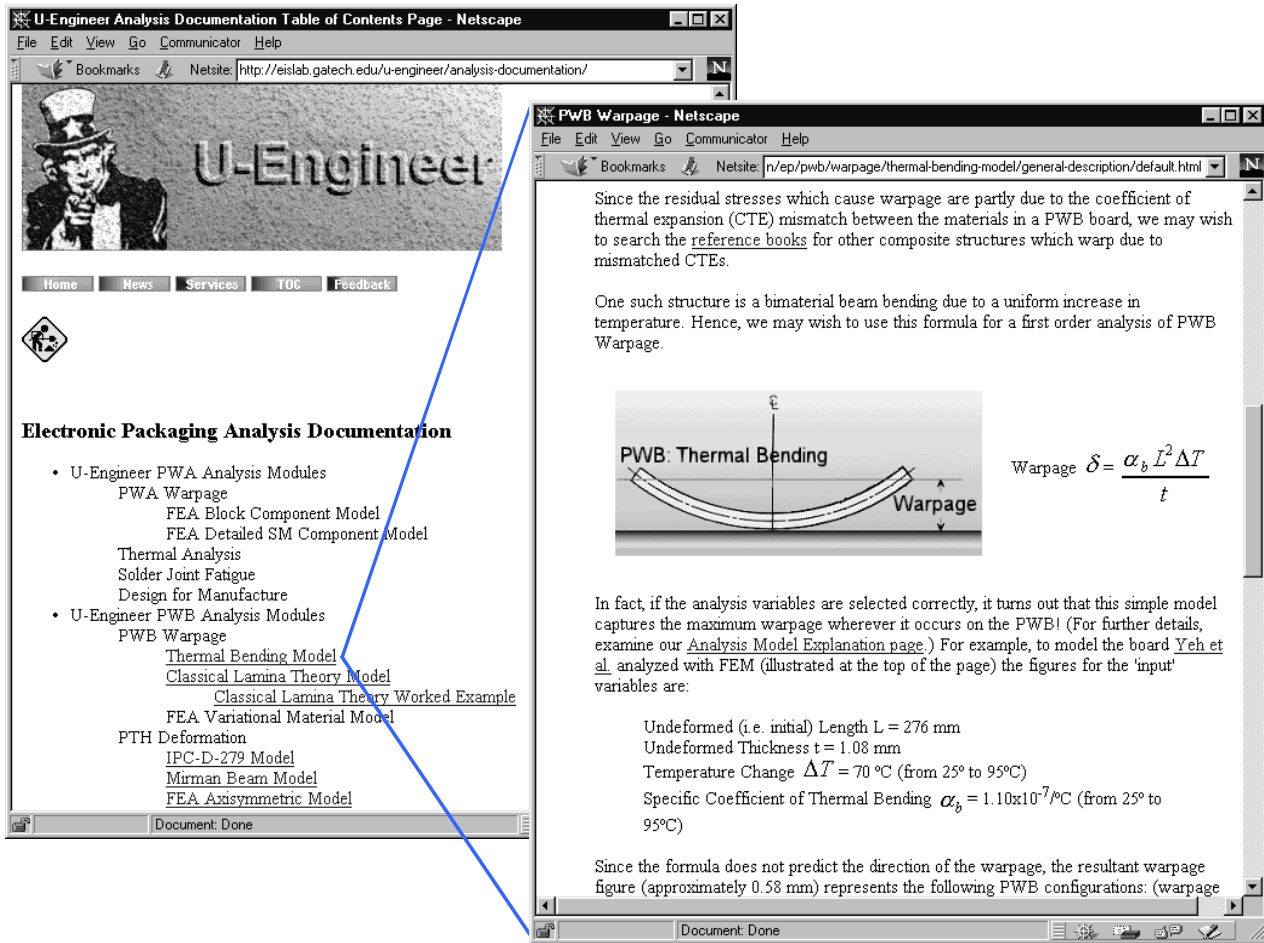 U-Engineer Analysis Documentation Table of Contents Page - Netscape
File Edit View Go Communicator Help
Bookmarks Netsite: http://eislab.gatech.edu/u-engineer/analysis-documentation/
N
U-Engineer
Home News Services TOC Feedback
Electronic Packaging Analysis Documentation
• U-Engineer PWA Analysis Modules
PWA Warpage
FEA Block Component Model
FEA Detailed SM Component Model
Thermal Analysis
Solder Joint Fatigue
Design for Manufacture
• U-Engineer PWB Analysis Modules
PWB Warpage
Thermal Bending Model
Classical Lamina Theory Model
Classical Lamina Theory Worked Example
FEA Variational Material Model
PTH Deformation
IPC-D-279 Model
Mirman Beam Model
FEA Axisymmetric Model
Document: Done
PWB Warpage - Netscape
File Edit View Go Communicator Help
Bookmarks Netsite: n/ep/pwb/warpage/thermal-bending-model/general-description/default.html
N
Since the residual stresses which cause warpage are partly due to the coefficient of
thermal expansion (CTE) mismatch between the materials in a PWB board, we may wish
to search the reference books for other composite structures which warp due to
mismatched CTEs.
One such structure is a bimaterial beam bending due to a uniform increase in
temperature. Hence, we may wish to use this formula for a first order analysis of PWB
Warpage.
℄
PWB: Thermal Bending
Warpage
Warpage δ = α_b L² ΔT / t
In fact, if the analysis variables are selected correctly, it turns out that this simple model
captures the maximum warpage wherever it occurs on the PWB! (For further details,
examine our Analysis Model Explanation page.) For example, to model the board Yeh et
al. analyzed with FEM (illustrated at the top of the page) the figures for the 'input'
variables are:
Undeformed (i.e. initial) Length L = 276 mm
Undeformed Thickness t = 1.08 mm
Temperature Change ΔT = 70 ºC (from 25º to 95ºC)
Specific Coefficient of Thermal Bending α_b = 1.10x10⁻⁷/ºC (from 25º to
95ºC)
Since the formula does not predict the direction of the warpage, the resultant warpage
figure (approximately 0.58 mm) represents the following PWB configurations: (warpage
Document: Done